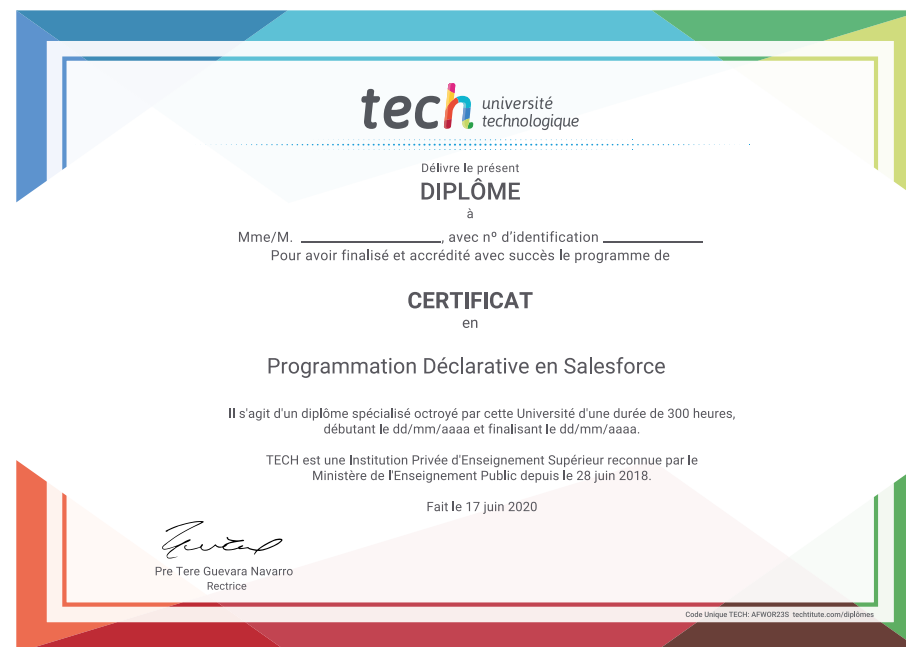 tech université
technologique
Délivre le présent
DIPLÔME
à
Mme/M. ____________________, avec nº d'identification ______________
Pour avoir finalisé et accrédité avec succès le programme de
CERTIFICAT
en
Programmation Déclarative en Salesforce
Il s'agit d'un diplôme spécialisé octroyé par cette Université d'une durée de 300 heures,
débutant le dd/mm/aaaa et finalisant le dd/mm/aaaa.
TECH est une Institution Privée d'Enseignement Supérieur reconnue par le
Ministère de l'Enseignement Public depuis le 28 juin 2018.
Fait le 17 juin 2020
Pre Tere Guevara Navarro
Rectrice
Code Unique TECH: AFWOR23S techtitute.com/diplômes